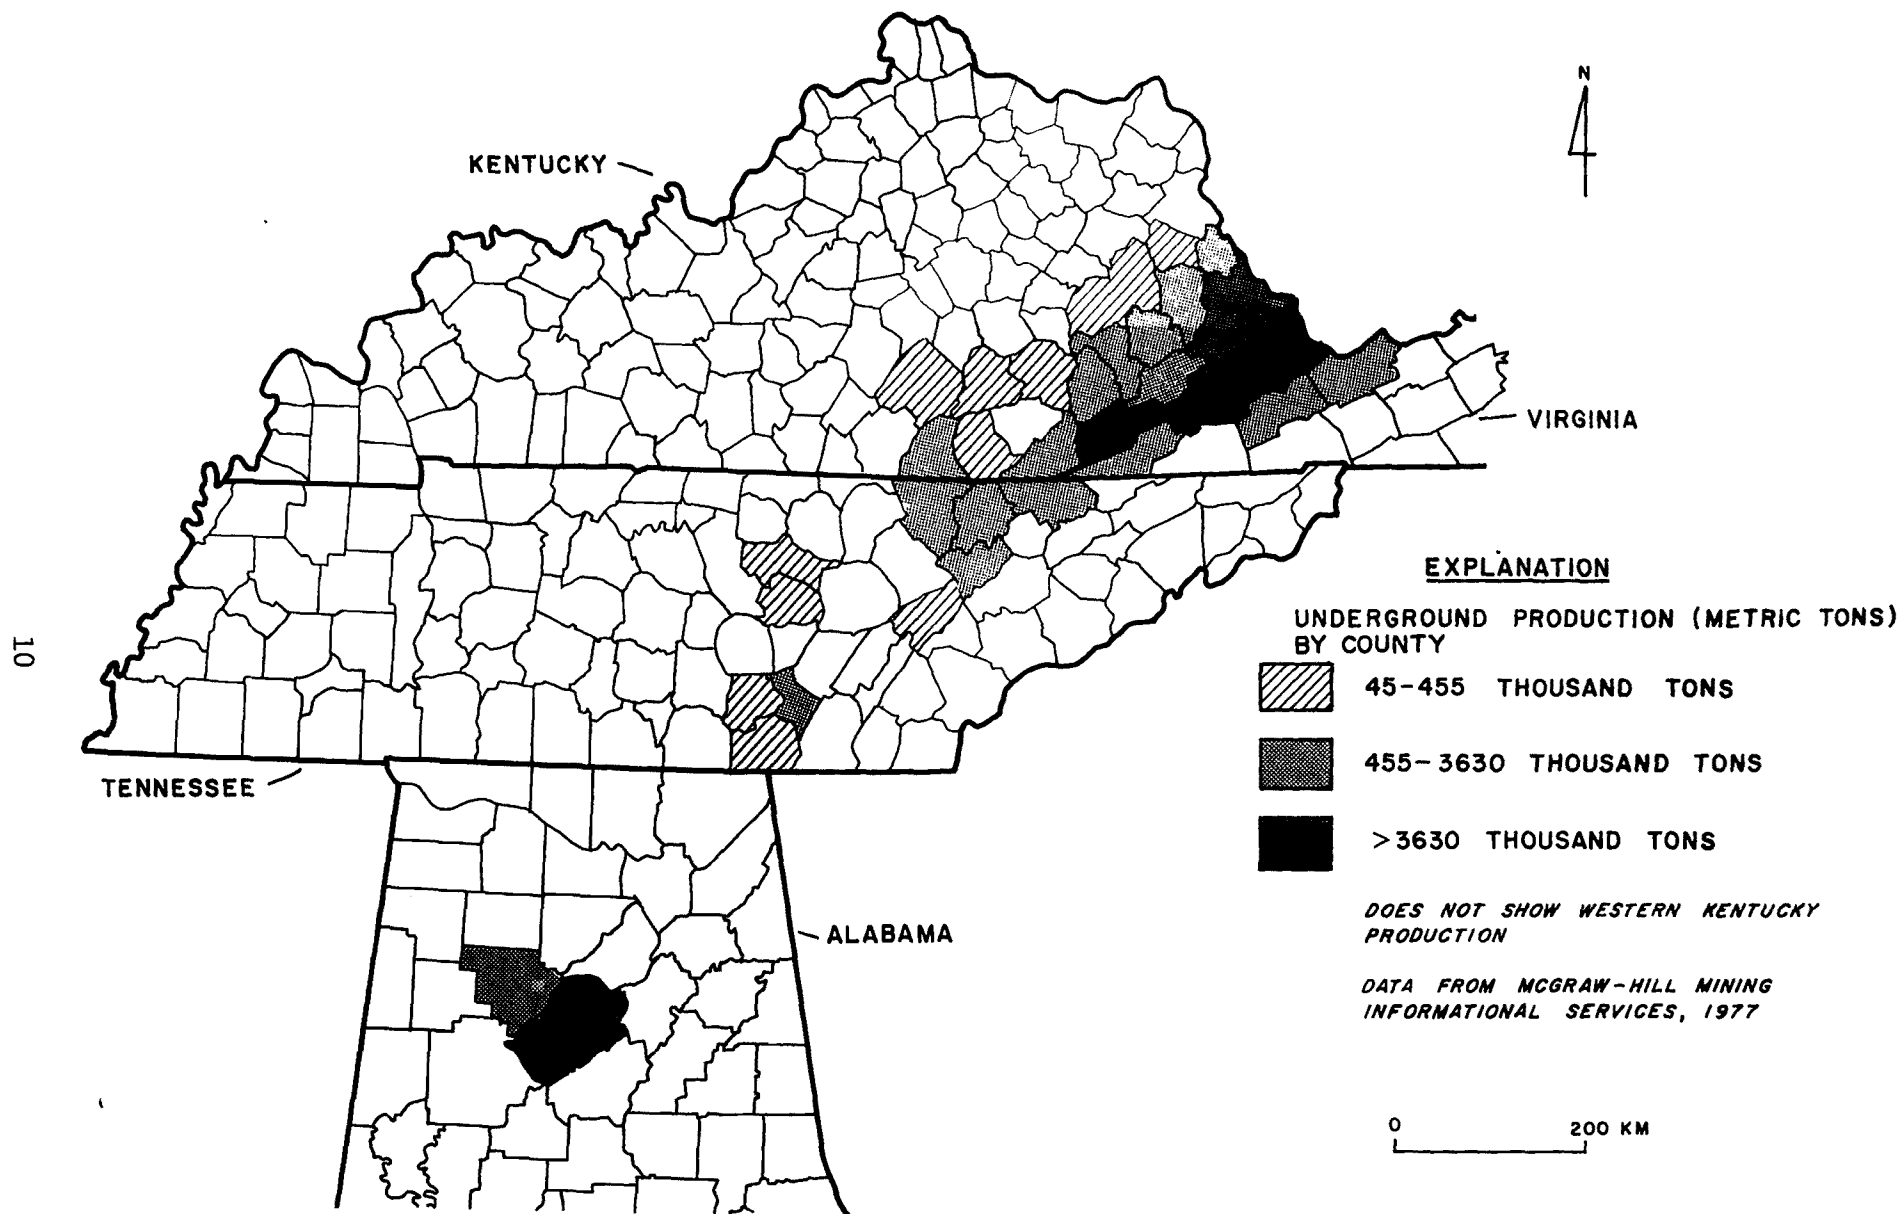 N
KENTUCKY
VIRGINIA
EXPLANATION
UNDERGROUND PRODUCTION (METRIC TONS)
BY COUNTY
45-455 THOUSAND TONS
455-3630 THOUSAND TONS
>3630 THOUSAND TONS
DOES NOT SHOW WESTERN KENTUCKY
PRODUCTION
DATA FROM MCGRAW-HILL MINING
INFORMATIONAL SERVICES, 1977
0 200 KM
TENNESSEE
ALABAMA
10